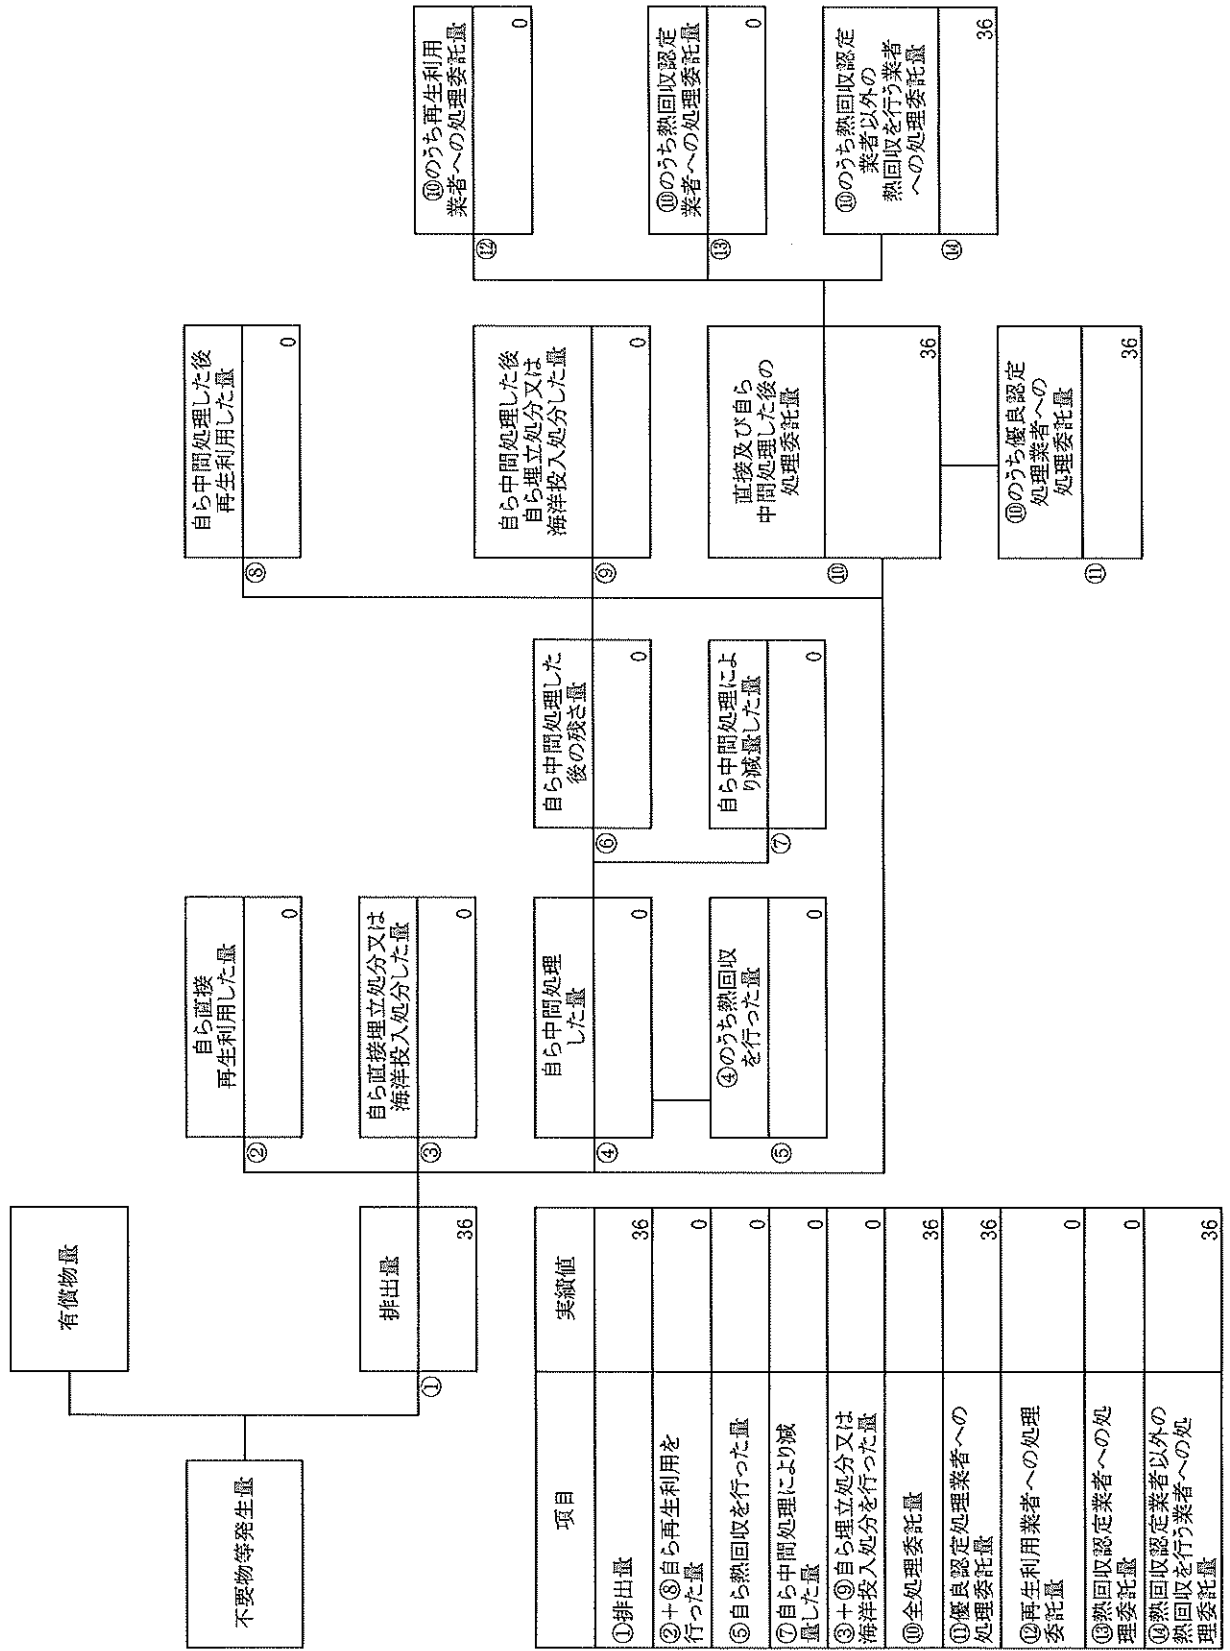 不要物等発生量
有償物量
排出量
①
36
自ら直接
再生利用した量
②
0
自ら直接埋立処分又は
海洋投入処分した量
③
0
自ら中間処理
した量
④
0
④のうち熱回収
を行った量
⑤
0
自ら中間処理した
後の残さ量
⑥
0
自ら中間処理によ
り減量した量
⑦
0
自ら中間処理した後
再生利用した量
⑧
0
自ら中間処理した後
自ら埋立処分又は
海洋投入処分した量
⑨
0
直接及び自ら
中間処理した後の
処理委託量
⑩
36
⑩のうち優良認定
処理業者への
処理委託量
⑪
36
⑩のうち再生利用
業者への処理委託量
⑫
0
⑩のうち熱回収認定
業者への処理委託量
⑬
0
⑩のうち熱回収認定
業者以外の
熱回収を行う業者
への処理委託量
⑭
36
項目 実績値
①排出量 36
②+⑧自ら再生利用を
行った量 0
⑤自ら熱回収を行った量 0
⑦自ら中間処理により減
量した量 0
③+⑨自ら埋立処分又は
海洋投入処分を行った量 0
⑩全処理委託量 36
⑪優良認定処理業者への
処理委託量 36
⑫再生利用業者への処理
委託量 0
⑬熱回収認定業者への処
理委託量 0
⑭熱回収認定業者以外の
熱回収を行う業者への処
理委託量 36